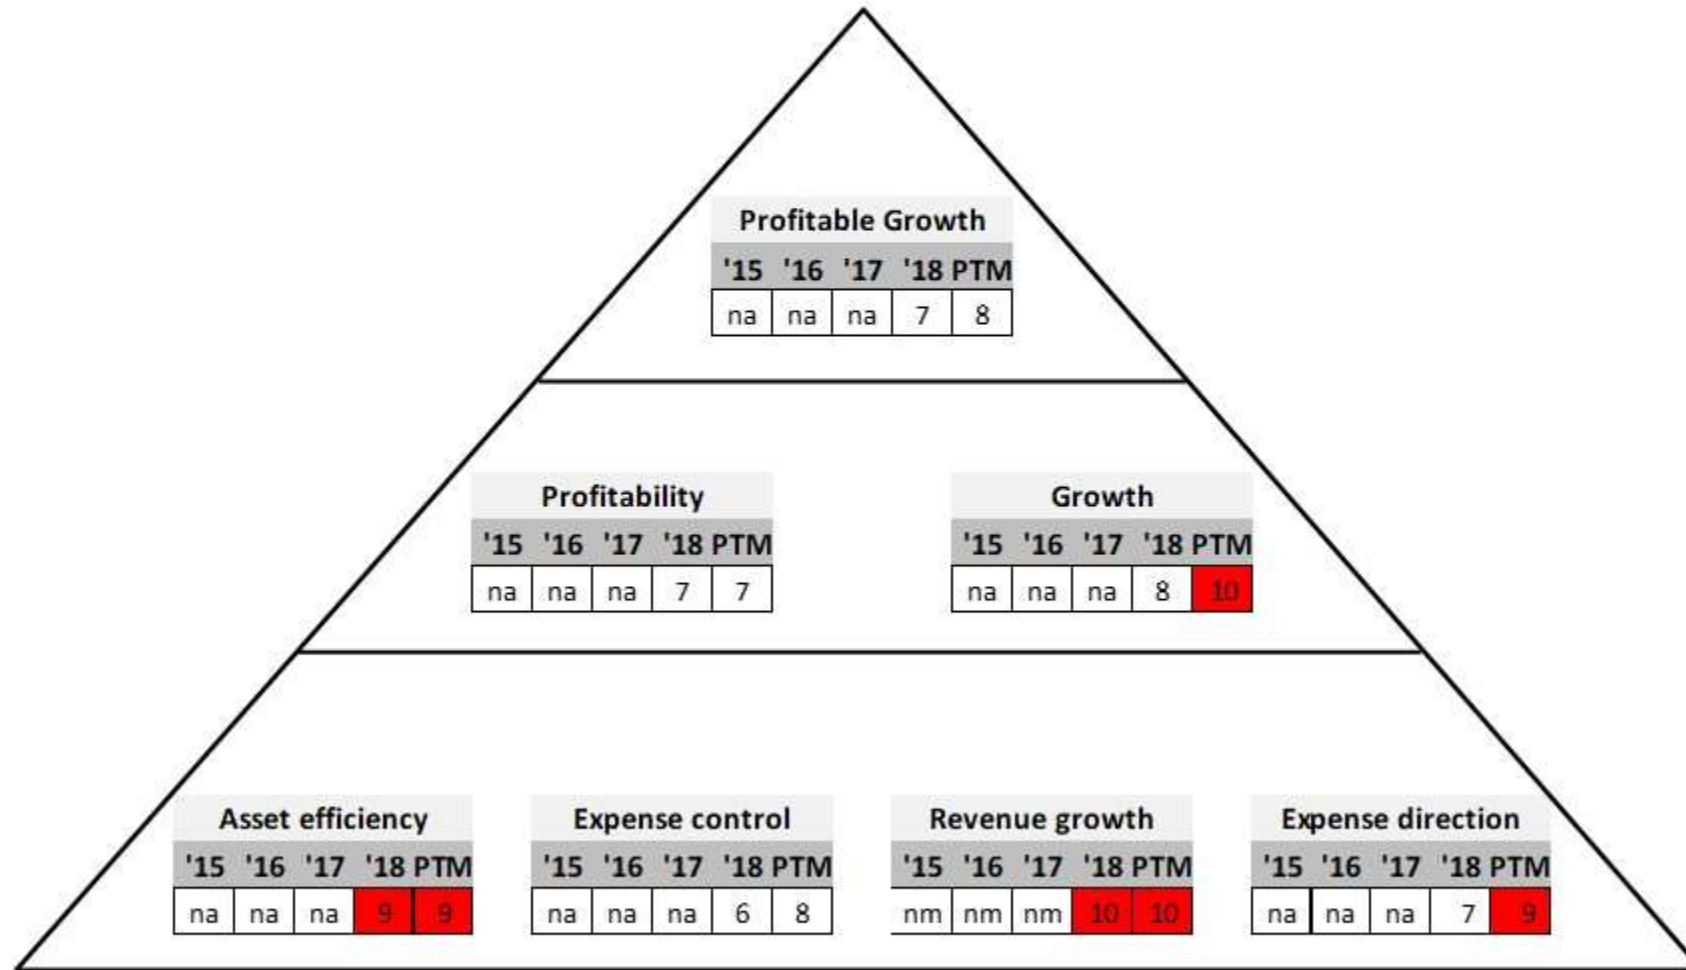 Profitable Growth
'15 '16 '17 '18 PTM
na na na 7 8
Profitability
'15 '16 '17 '18 PTM
na na na 7 7
Growth
'15 '16 '17 '18 PTM
na na na 8 10
Asset efficiency
'15 '16 '17 '18 PTM
na na na 9 9
Expense control
'15 '16 '17 '18 PTM
na na na 6 8
Revenue growth
'15 '16 '17 '18 PTM
nm nm nm 10 10
Expense direction
'15 '16 '17 '18 PTM
na na na 7 9